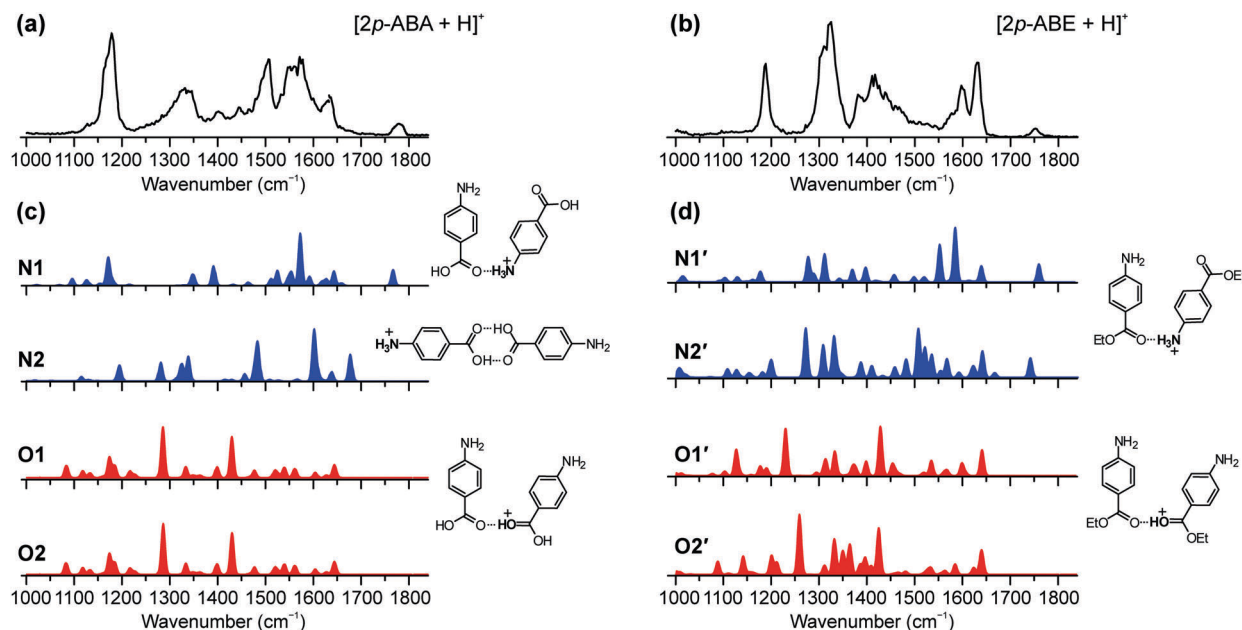 (a)
[2p-ABA + H]⁺
1000 1100 1200 1300 1400 1500 1600 1700 1800
Wavenumber (cm⁻¹)
(b)
[2p-ABE + H]⁺
1000 1100 1200 1300 1400 1500 1600 1700 1800
Wavenumber (cm⁻¹)
(c)
NH₂
O
OH
HO
O
H₃N
+
N1
N2
+
H₃N
O
HO
OH
O
NH₂
O1
NH₂
NH₂
HO
O
HO
+
OH
O2
1000 1100 1200 1300 1400 1500 1600 1700 1800
Wavenumber (cm⁻¹)
(d)
N1′
NH₂
O
OE
EtO
O
H₃N
+
N2′
O1′
NH₂
NH₂
EtO
O
HO
+
OEt
O2′
1000 1100 1200 1300 1400 1500 1600 1700 1800
Wavenumber (cm⁻¹)